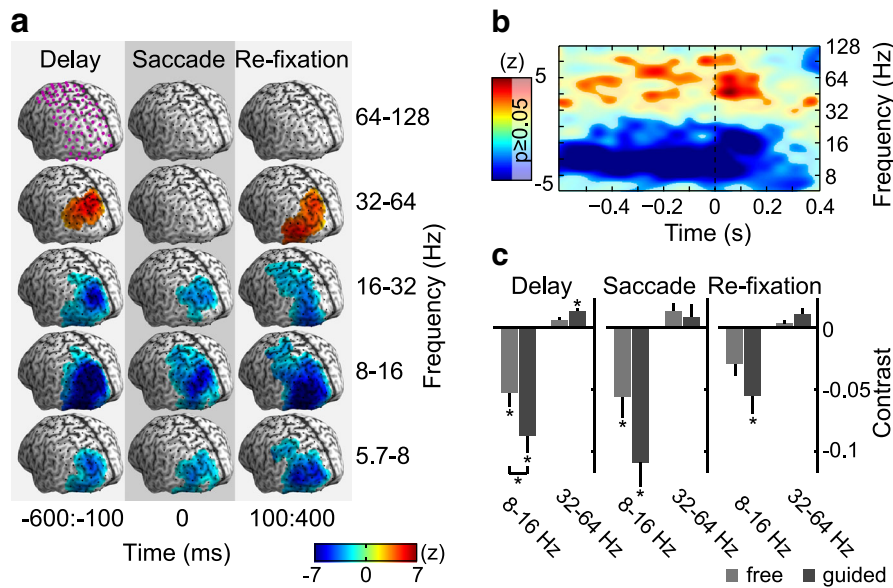 a
Delay
Saccade
Re-fixation
64-128
32-64
16-32
8-16
5.7-8
Frequency (Hz)
-600:-100
0
100:400
Time (ms)
(z)
-7
0
7
b
(z)
5
p≥0.05
-5
128
64
32
16
8
Frequency (Hz)
−0.4
−0.2
0
0.2
0.4
Time (s)
c
Delay
Saccade
Re-fixation
*
*
*
*
*
*
*
0
-0.05
-0.1
Contrast
8-16 Hz
32-64 Hz
8-16 Hz
32-64 Hz
8-16 Hz
32-64 Hz
free
guided